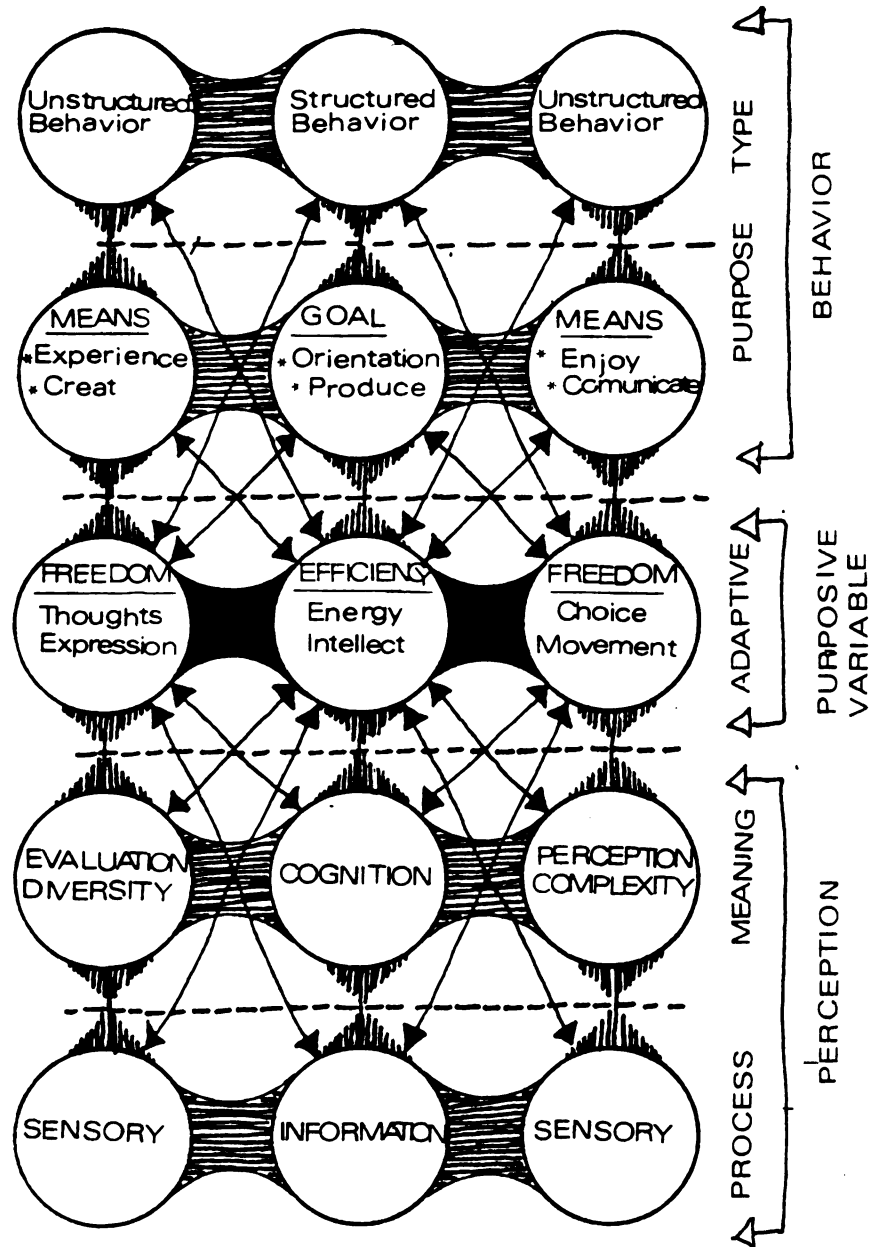 Unstructured
Behavior
Structured
Behavior
Unstructured
Behavior
TYPE
MEANS
*Experience
*Creat
GOAL
* Orientation
* Produce
MEANS
* Enjoy
* Comunicate
PURPOSE
BEHAVIOR
FREEDOM
Thoughts
Expression
EFFICIENCY
Energy
Intellect
FREEDOM
Choice
Movement
ADAPTIVE
PURPOSIVE
VARIABLE
EVALUATION
DIVERSITY
COGNITION
PERCEPTION
COMPLEXITY
MEANING
SENSORY
INFORMATION
SENSORY
PROCESS
PERCEPTION